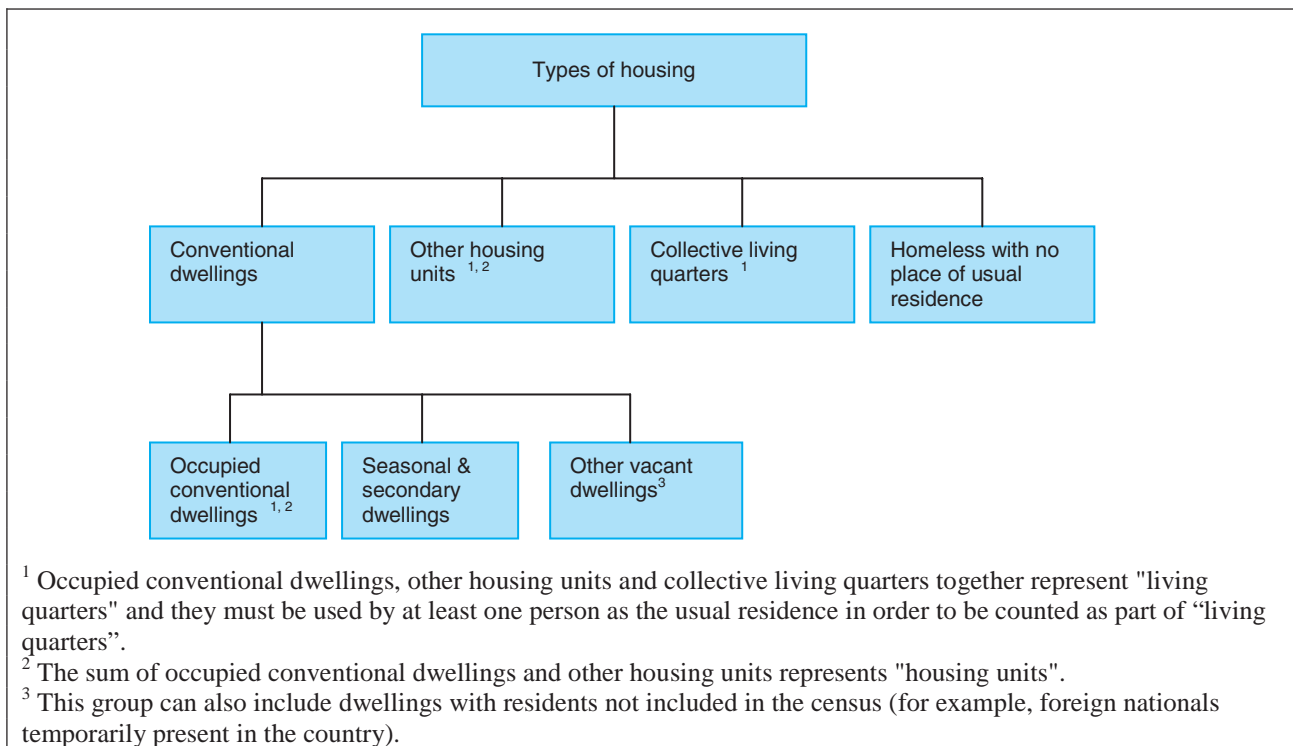 Types of housing
Conventional
dwellings
Other housing
units 1, 2
Collective living
quarters 1
Homeless with no
place of usual
residence
Occupied
conventional
dwellings 1, 2
Seasonal &
secondary
dwellings
Other vacant
dwellings3
1 Occupied conventional dwellings, other housing units and collective living quarters together represent "living
quarters" and they must be used by at least one person as the usual residence in order to be counted as part of “living
quarters”.
2 The sum of occupied conventional dwellings and other housing units represents "housing units".
3 This group can also include dwellings with residents not included in the census (for example, foreign nationals
temporarily present in the country).